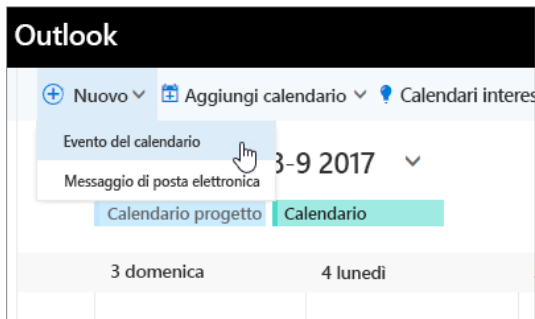 Outlook
Nuovo Aggiungi calendario Calendari
Evento del calendario
3-9 2017
Messaggio di posta elettronica
Calendario progetto Calendario
3 domenica 4 lunedì